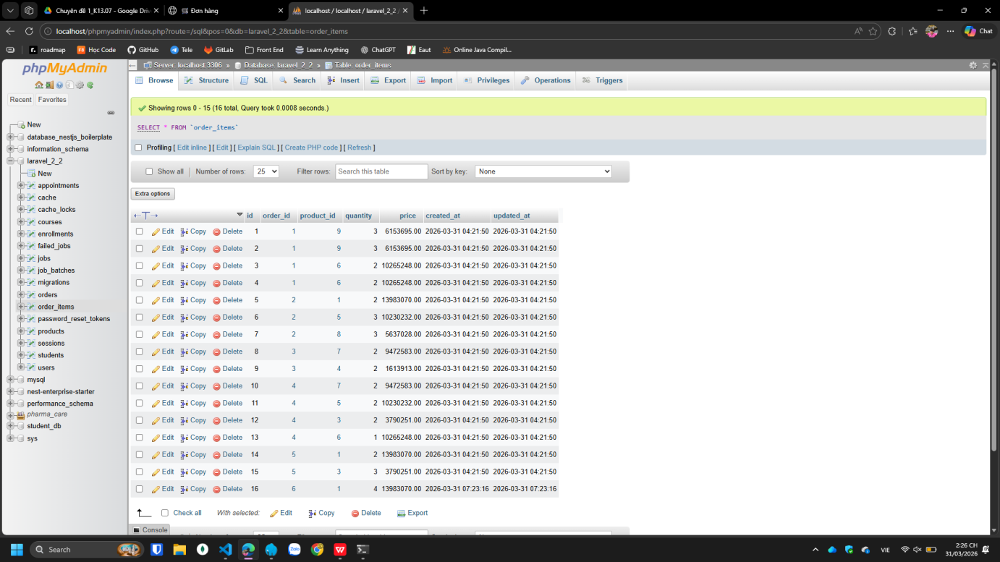 Chuyên đề 1_K13.07 - Google Driv
Đơn hàng
localhost / localhost / laravel_2_2 /
localhost/phpmyadmin/index.php?route=/sql&pos=0&db=laravel_2_2&table=order_items
Chat
roadmap Học Code GitHub Tele GitLab Front End Learn Anything ChatGPT Eaut Online Java Compil...
phpMyAdmin
Recent Favorites
New
database_nestjs_boilerplate
information_schema
laravel_2_2
New
appointments
cache
cache_locks
courses
enrollments
failed_jobs
jobs
job_batches
migrations
orders
order_items
password_reset_tokens
products
sessions
students
users
mysql
nest-enterprise-starter
performance_schema
pharma_care
student_db
sys
Server: localhost:3306 » Database: laravel_2_2 » Table: order_items
Browse Structure SQL Search Insert Export Import Privileges Operations Triggers
Showing rows 0 - 15 (16 total, Query took 0.0008 seconds.)
SELECT * FROM `order_items`
Profiling [ Edit inline ] [ Edit ] [ Explain SQL ] [ Create PHP code ] [ Refresh ]
Show all Number of rows: 25 Filter rows: Search this table Sort by key: None
Extra options
id order_id product_id quantity price created_at updated_at
Edit Copy Delete 1 1 9 3 6153695.00 2026-03-31 04:21:50 2026-03-31 04:21:50
Edit Copy Delete 2 1 9 3 6153695.00 2026-03-31 04:21:50 2026-03-31 04:21:50
Edit Copy Delete 3 1 6 2 10265248.00 2026-03-31 04:21:50 2026-03-31 04:21:50
Edit Copy Delete 4 1 6 2 10265248.00 2026-03-31 04:21:50 2026-03-31 04:21:50
Edit Copy Delete 5 2 1 2 13983070.00 2026-03-31 04:21:50 2026-03-31 04:21:50
Edit Copy Delete 6 2 5 3 10230232.00 2026-03-31 04:21:50 2026-03-31 04:21:50
Edit Copy Delete 7 2 8 3 5637028.00 2026-03-31 04:21:50 2026-03-31 04:21:50
Edit Copy Delete 8 3 7 2 9472583.00 2026-03-31 04:21:50 2026-03-31 04:21:50
Edit Copy Delete 9 3 4 2 1613913.00 2026-03-31 04:21:50 2026-03-31 04:21:50
Edit Copy Delete 10 4 7 2 9472583.00 2026-03-31 04:21:50 2026-03-31 04:21:50
Edit Copy Delete 11 4 5 2 10230232.00 2026-03-31 04:21:50 2026-03-31 04:21:50
Edit Copy Delete 12 4 3 2 3790251.00 2026-03-31 04:21:50 2026-03-31 04:21:50
Edit Copy Delete 13 4 6 1 10265248.00 2026-03-31 04:21:50 2026-03-31 04:21:50
Edit Copy Delete 14 5 1 2 13983070.00 2026-03-31 04:21:50 2026-03-31 04:21:50
Edit Copy Delete 15 5 3 3 3790251.00 2026-03-31 04:21:50 2026-03-31 04:21:50
Edit Copy Delete 16 6 1 4 13983070.00 2026-03-31 07:23:16 2026-03-31 07:23:16
Check all With selected: Edit Copy Delete Export
Console
Search
Zalo
VIE
2:26 CH
31/03/2026